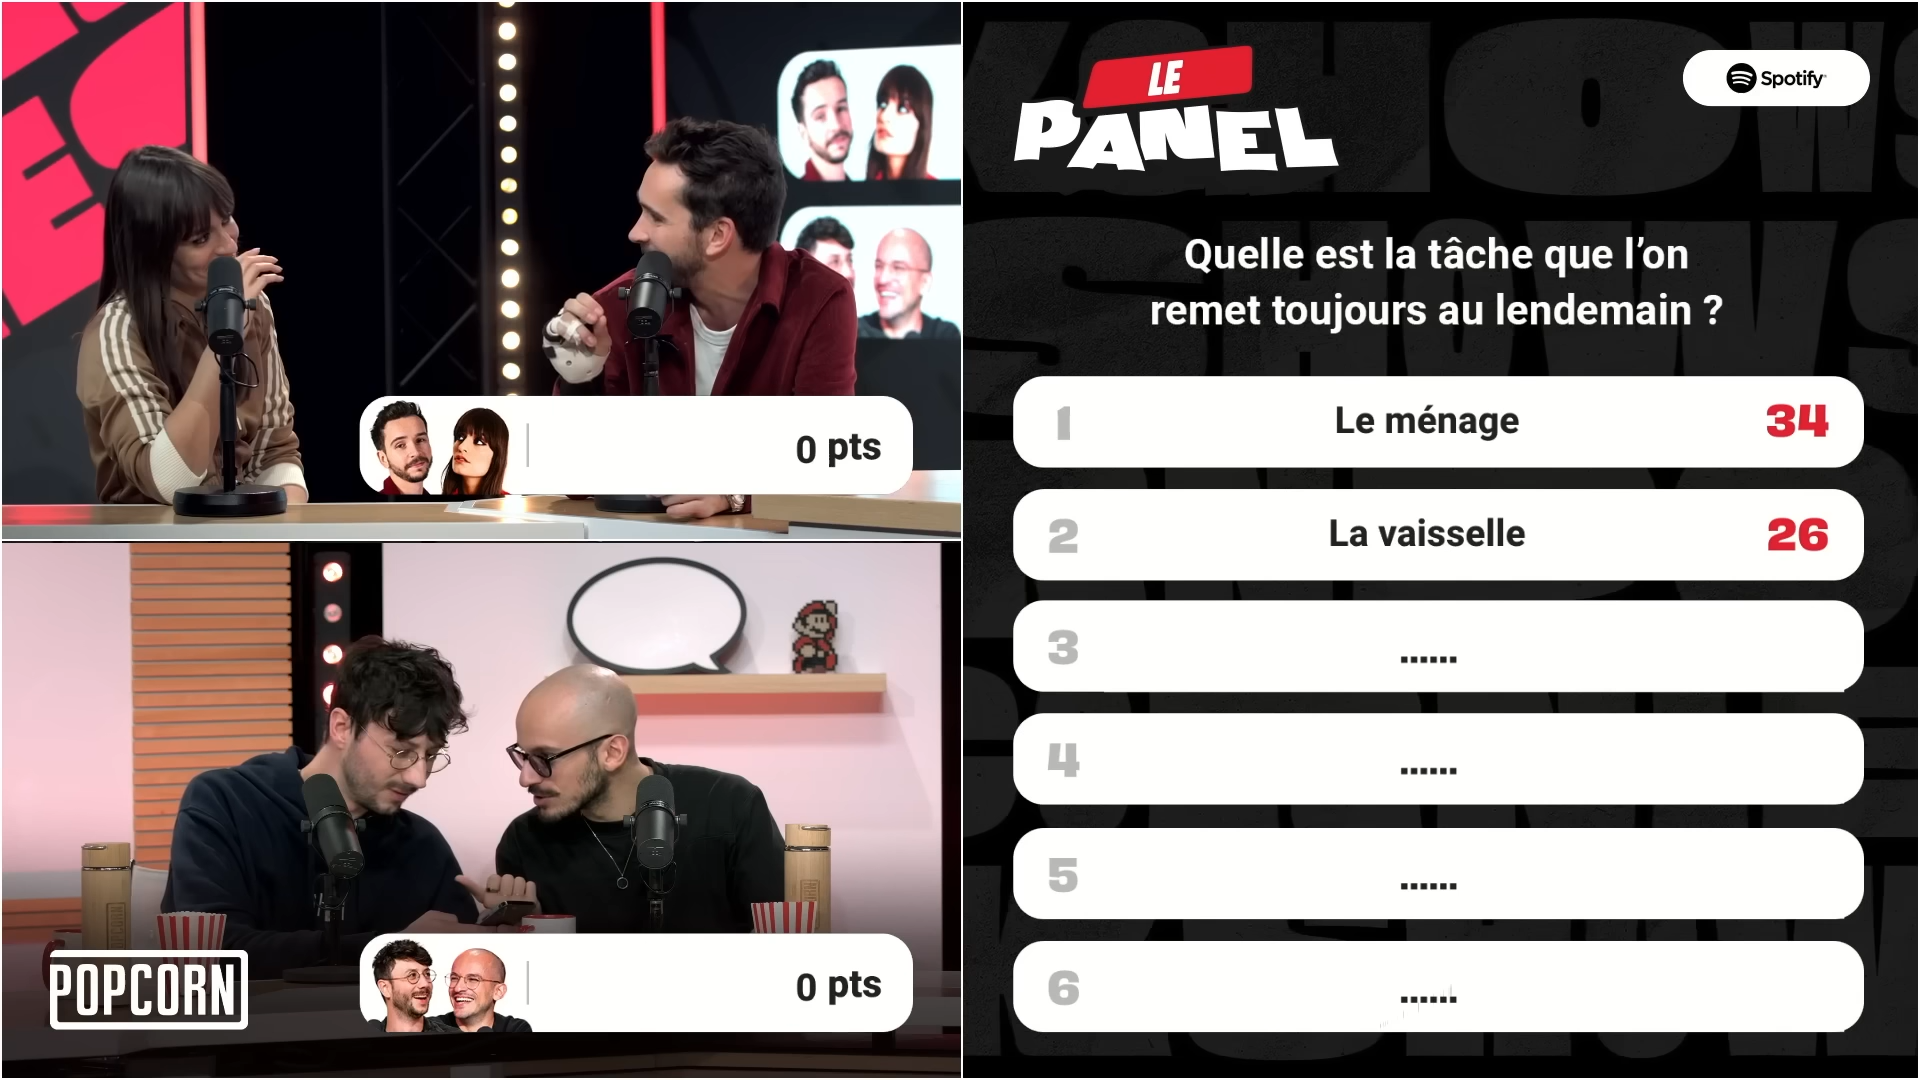 0 pts
POPCORN
0 pts
LE
PANEL
Spotify
Quelle est la tâche que l’on
remet toujours au lendemain ?
1 Le ménage 34
2 La vaisselle 26
3 ......
4 ......
5 ......
6 ......